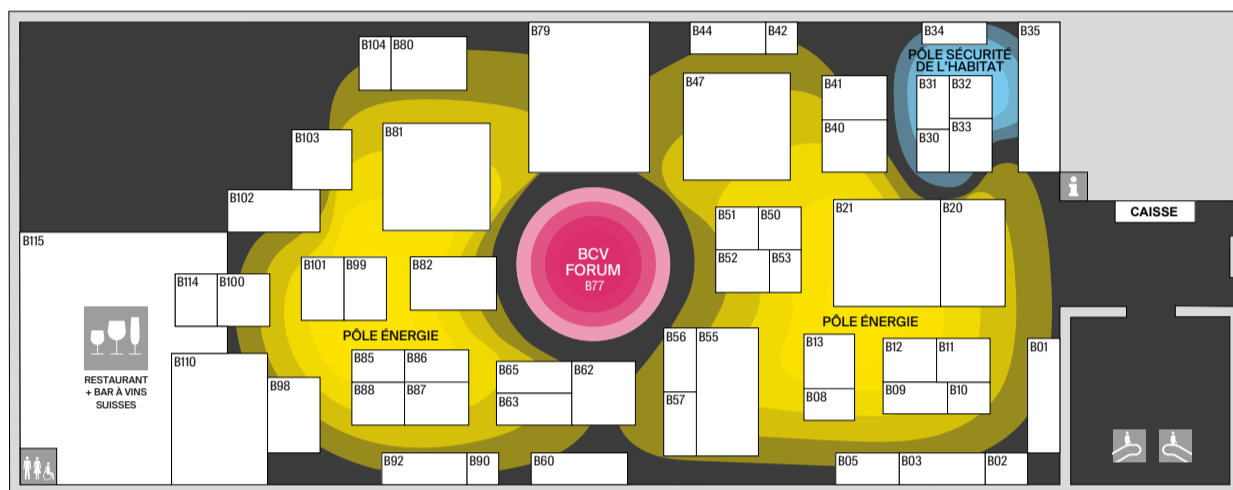 B104 B80
B79
B44 B42
B34
B35
PÔLE SÉCURITÉ
DE L'HABITAT
B47
B41
B31 B32
B40
B30 B33
B103
B81
B102
B51 B50
B21
B20
CAISSE
B115
B52 B53
B101 B99
B82
BCV
FORUM
B77
B114 B100
PÔLE ÉNERGIE
PÔLE ÉNERGIE
B56 B55
B13
B12 B11
B01
B110
B85 B86
B65
B62
RESTAURANT
+ BAR À VINS
SUISSES
B98
B88 B87
B63
B57
B08
B09 B10
B92 B90
B60
B05 B03 B02